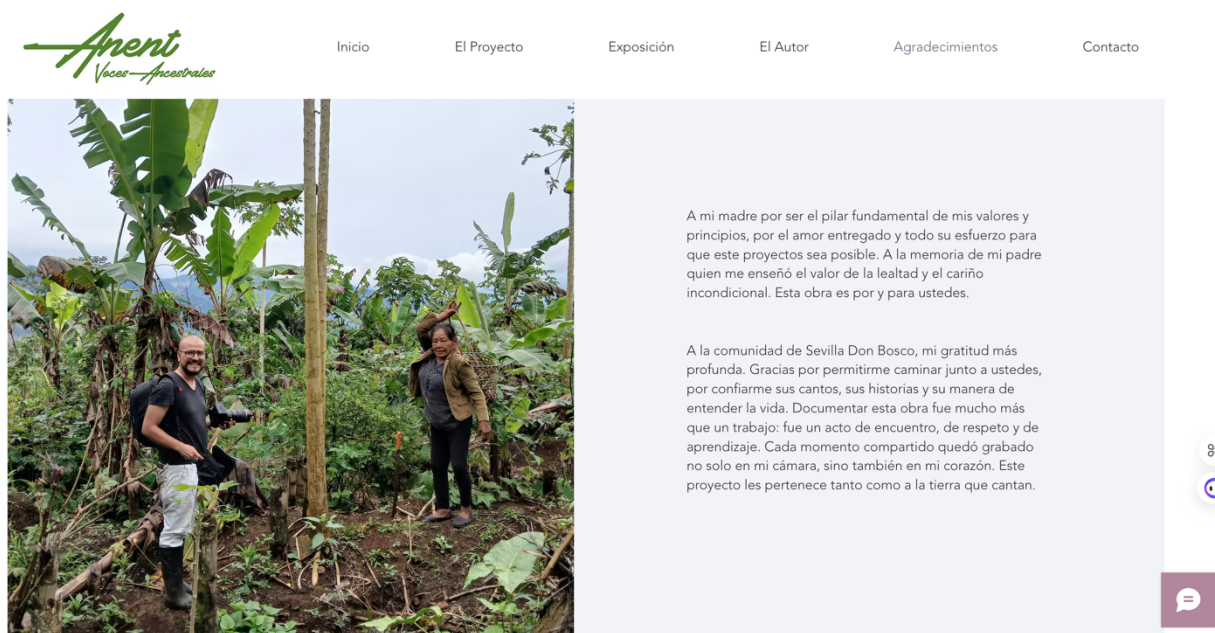 Anent
Voces Ancestrales
Inicio
El Proyecto
Exposición
El Autor
Agradecimientos
Contacto
A mi madre por ser el pilar fundamental de mis valores y
principios, por el amor entregado y todo su esfuerzo para
que este proyectos sea posible. A la memoria de mi padre
quien me enseñó el valor de la lealtad y el cariño
incondicional. Esta obra es por y para ustedes.
A la comunidad de Sevilla Don Bosco, mi gratitud más
profunda. Gracias por permitirme caminar junto a ustedes,
por confiarme sus cantos, sus historias y su manera de
entender la vida. Documentar esta obra fue mucho más
que un trabajo: fue un acto de encuentro, de respeto y de
aprendizaje. Cada momento compartido quedó grabado
no solo en mi cámara, sino también en mi corazón. Este
proyecto les pertenece tanto como a la tierra que cantan.